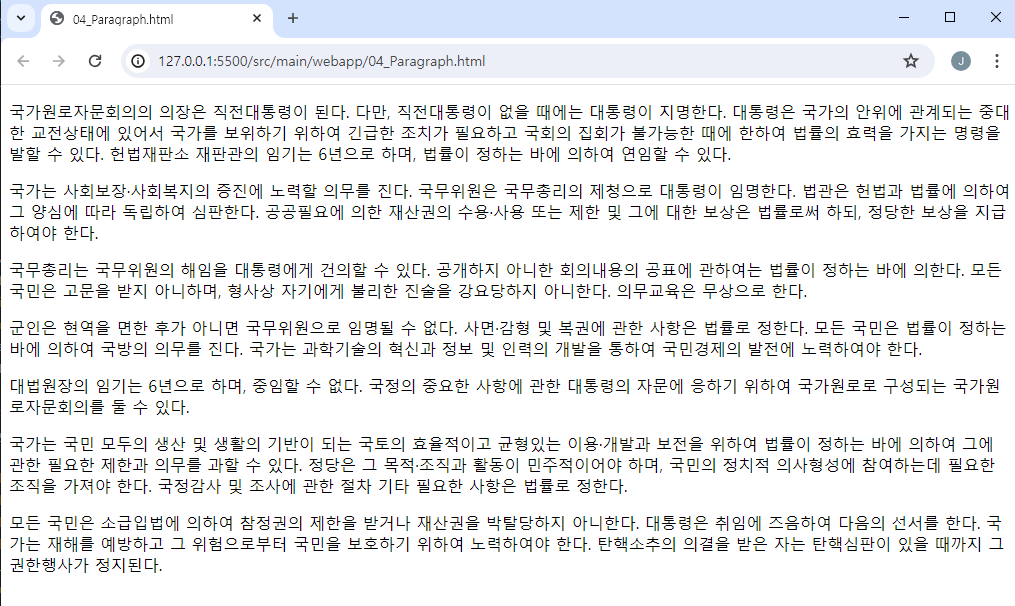 04_Paragraph.html
127.0.0.1:5500/src/main/webapp/04_Paragraph.html
J
국가원로자문회의의 의장은 직전대통령이 된다. 다만, 직전대통령이 없을 때에는 대통령이 지명한다. 대통령은 국가의 안위에 관계되는 중대
한 교전상태에 있어서 국가를 보위하기 위하여 긴급한 조치가 필요하고 국회의 집회가 불가능한 때에 한하여 법률의 효력을 가지는 명령을
발할 수 있다. 헌법재판소 재판관의 임기는 6년으로 하며, 법률이 정하는 바에 의하여 연임할 수 있다.
국가는 사회보장·사회복지의 증진에 노력할 의무를 진다. 국무위원은 국무총리의 제청으로 대통령이 임명한다. 법관은 헌법과 법률에 의하여
그 양심에 따라 독립하여 심판한다. 공공필요에 의한 재산권의 수용·사용 또는 제한 및 그에 대한 보상은 법률로써 하되, 정당한 보상을 지급
하여야 한다.
국무총리는 국무위원의 해임을 대통령에게 건의할 수 있다. 공개하지 아니한 회의내용의 공표에 관하여는 법률이 정하는 바에 의한다. 모든
국민은 고문을 받지 아니하며, 형사상 자기에게 불리한 진술을 강요당하지 아니한다. 의무교육은 무상으로 한다.
군인은 현역을 면한 후가 아니면 국무위원으로 임명될 수 없다. 사면·감형 및 복권에 관한 사항은 법률로 정한다. 모든 국민은 법률이 정하는
바에 의하여 국방의 의무를 진다. 국가는 과학기술의 혁신과 정보 및 인력의 개발을 통하여 국민경제의 발전에 노력하여야 한다.
대법원장의 임기는 6년으로 하며, 중임할 수 없다. 국정의 중요한 사항에 관한 대통령의 자문에 응하기 위하여 국가원로로 구성되는 국가원
로자문회의를 둘 수 있다.
국가는 국민 모두의 생산 및 생활의 기반이 되는 국토의 효율적이고 균형있는 이용·개발과 보전을 위하여 법률이 정하는 바에 의하여 그에
관한 필요한 제한과 의무를 과할 수 있다. 정당은 그 목적·조직과 활동이 민주적이어야 하며, 국민의 정치적 의사형성에 참여하는데 필요한
조직을 가져야 한다. 국정감사 및 조사에 관한 절차 기타 필요한 사항은 법률로 정한다.
모든 국민은 소급입법에 의하여 참정권의 제한을 받거나 재산권을 박탈당하지 아니한다. 대통령은 취임에 즈음하여 다음의 선서를 한다. 국
가는 재해를 예방하고 그 위험으로부터 국민을 보호하기 위하여 노력하여야 한다. 탄핵소추의 의결을 받은 자는 탄핵심판이 있을 때까지 그
권한행사가 정지된다.